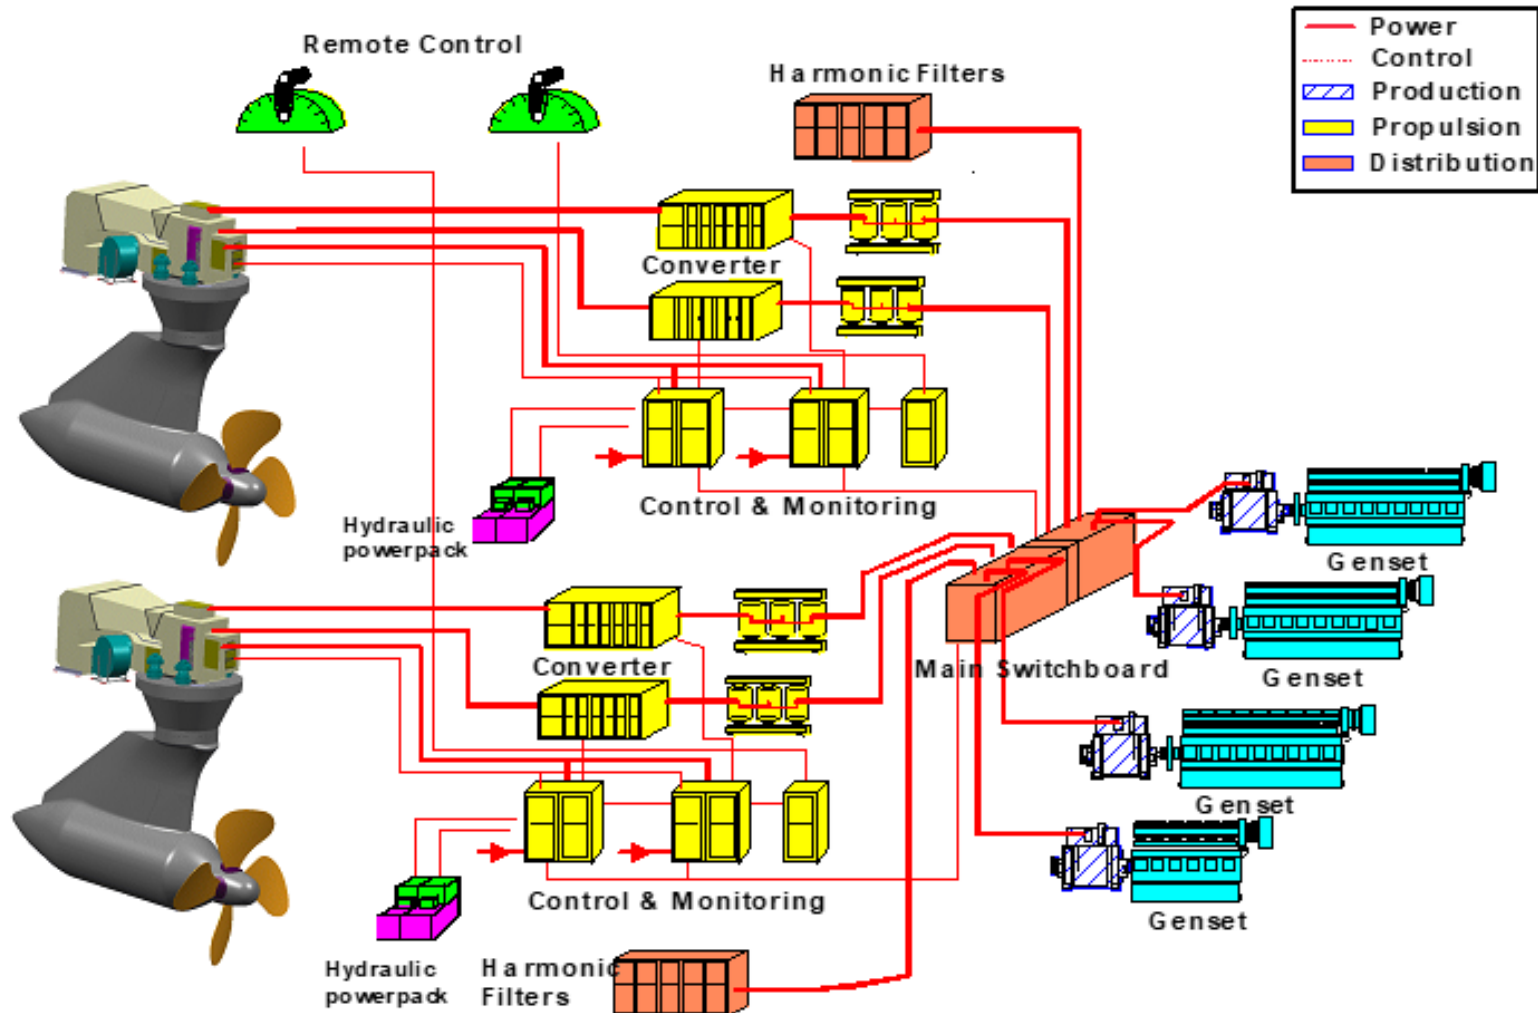 Remote Control
Harmonic Filters
Power
Control
Production
Propulsion
Distribution
Converter
Control & Monitoring
Hydraulic
powerpack
Genset
Genset
Main Switchboard
Converter
Genset
Control & Monitoring
Genset
Hydraulic
powerpack
Harmonic
Filters